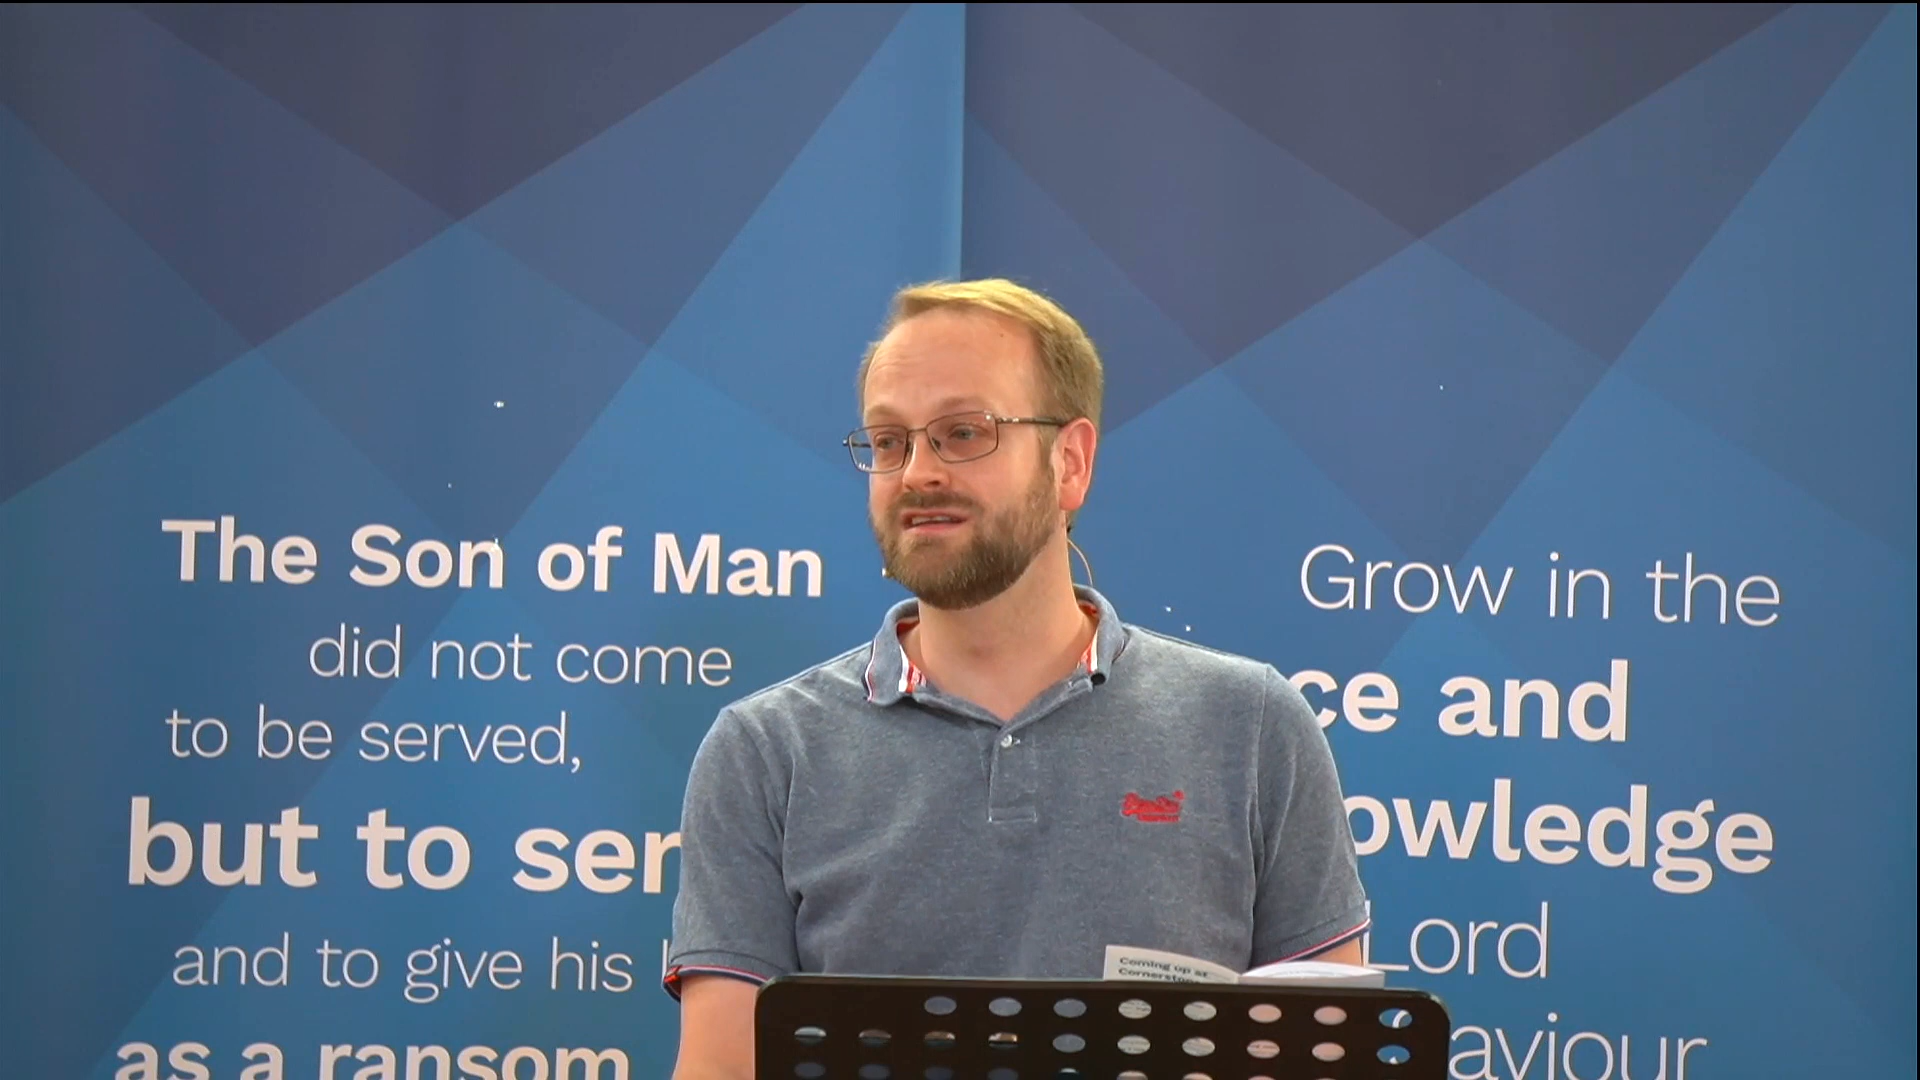 The Son of Man
did not come
to be served,
but to ser
and to give his
as a ransom
Grow in the
ce and
owledge
Lord
aviour
Coming up at
Cornerstone